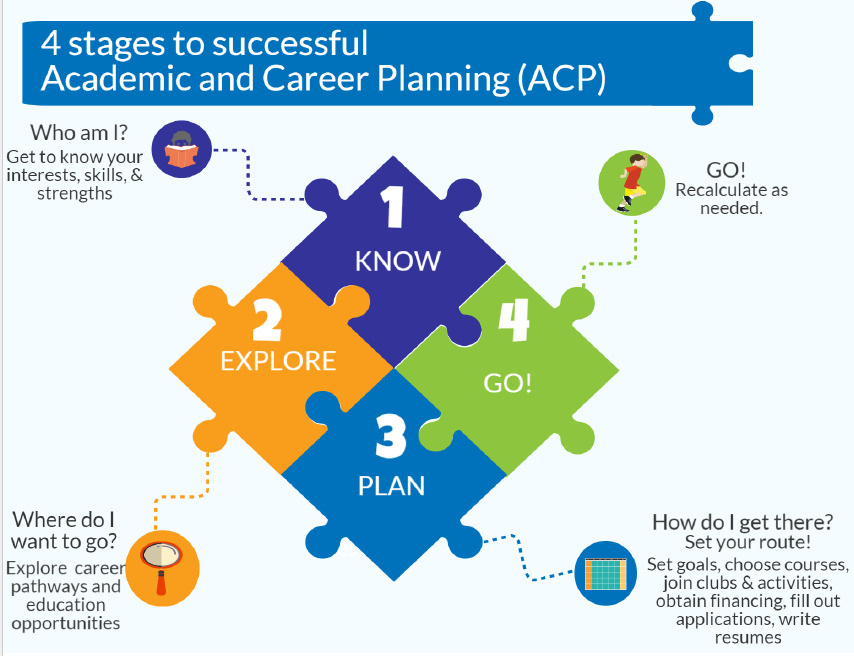 4 stages to successful
Academic and Career Planning (ACP)
Who am I?
Get to know your
interests, skills, &
strengths
GO!
Recalculate as
needed.
1
KNOW
2
EXPLORE
4
GO!
3
PLAN
Where do I
want to go?
Explore career
pathways and
education
opportunities
How do I get there?
Set your route!
Set goals, choose courses,
join clubs & activities,
obtain financing, fill out
applications, write
resumes